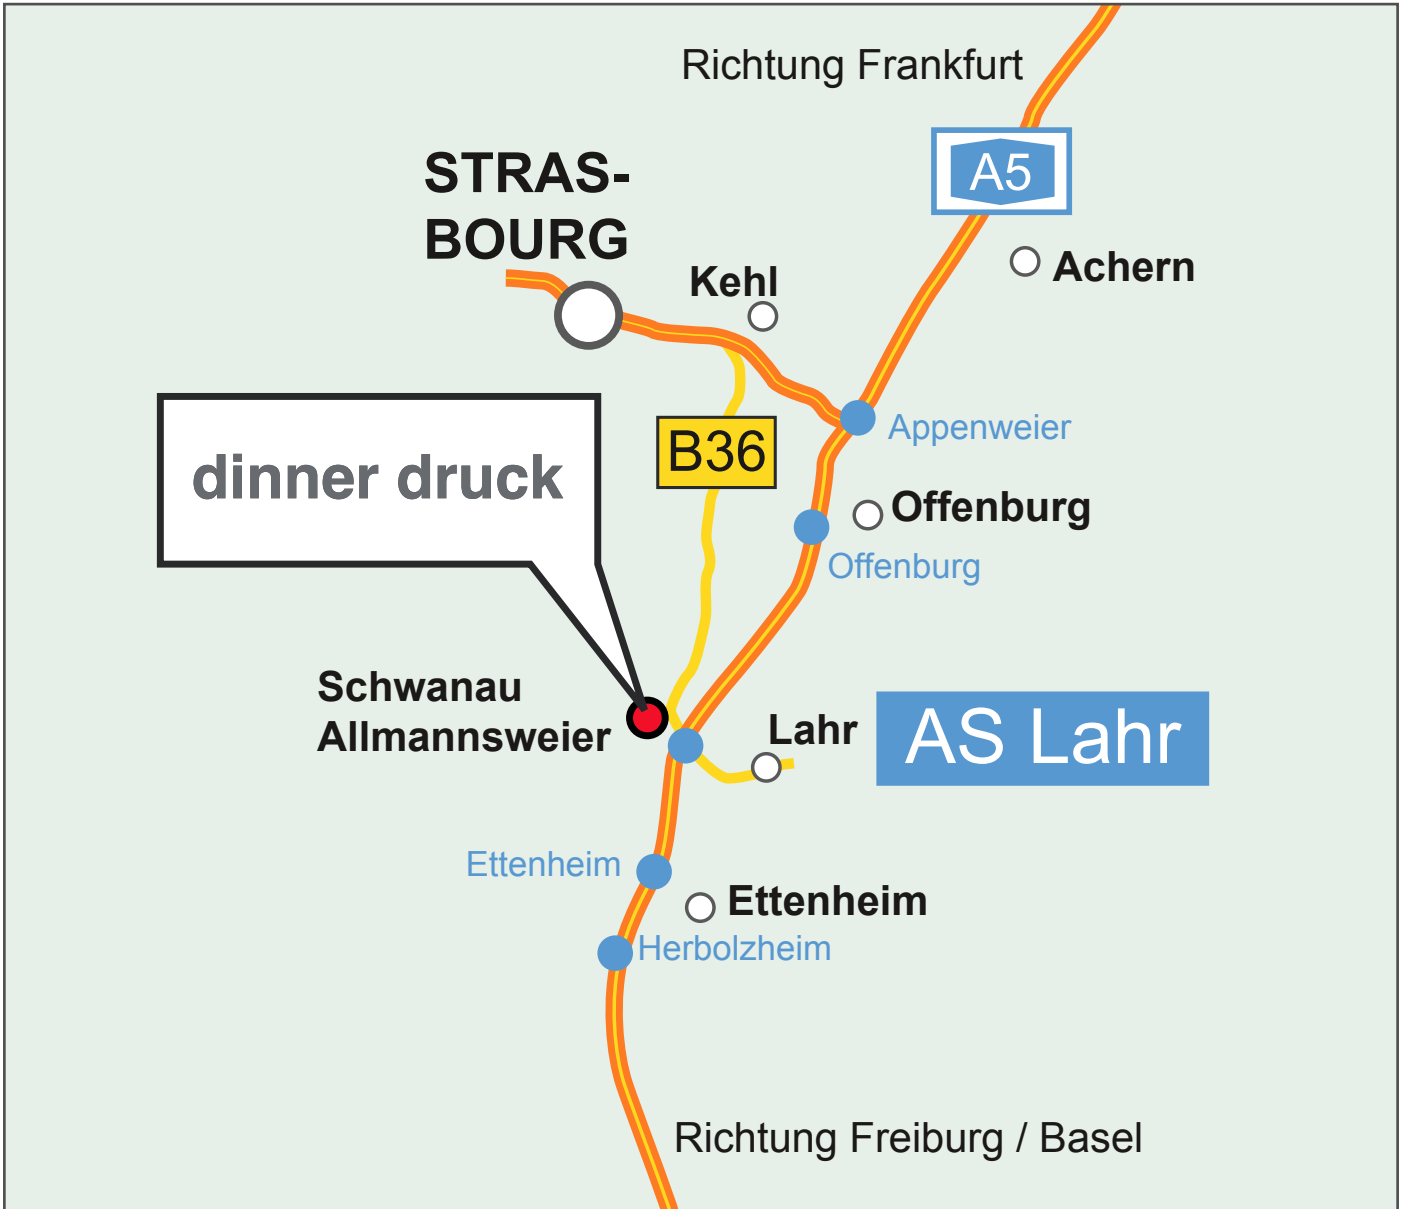 Richtung Frankfurt
A5
STRAS-
BOURG
Kehl
Achern
Appenweier
B36
dinner druck
Offenburg
Offenburg
Schwanau
Allmannsweier
Lahr
AS Lahr
Ettenheim
Ettenheim
Herbolzheim
Richtung Freiburg / Basel